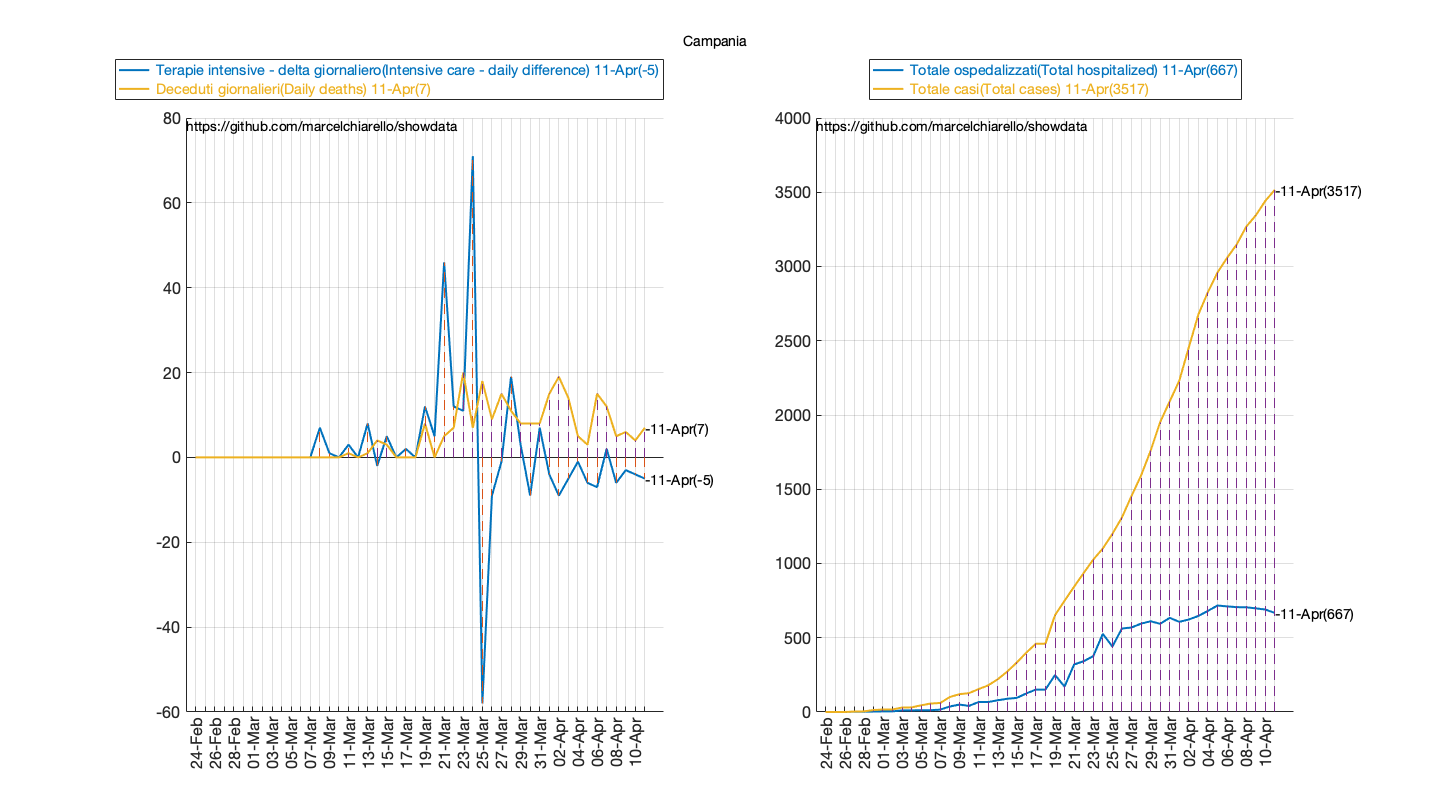 Campania
Terapie intensive - delta giornaliero(Intensive care - daily difference) 11-Apr(-5)
Deceduti giornalieri(Daily deaths) 11-Apr(7)
https://github.com/marcelchiarello/showdata
80
60
40
20
0
-20
-40
-60
-11-Apr(7)
-11-Apr(-5)
24-Feb
26-Feb
28-Feb
01-Mar
03-Mar
05-Mar
07-Mar
09-Mar
11-Mar
13-Mar
15-Mar
17-Mar
19-Mar
21-Mar
23-Mar
25-Mar
27-Mar
29-Mar
31-Mar
02-Apr
04-Apr
06-Apr
08-Apr
10-Apr
Totale ospedalizzati(Total hospitalized) 11-Apr(667)
Totale casi(Total cases) 11-Apr(3517)
https://github.com/marcelchiarello/showdata
4000
3500
3000
2500
2000
1500
1000
500
0
-11-Apr(3517)
-11-Apr(667)
24-Feb
26-Feb
28-Feb
01-Mar
03-Mar
05-Mar
07-Mar
09-Mar
11-Mar
13-Mar
15-Mar
17-Mar
19-Mar
21-Mar
23-Mar
25-Mar
27-Mar
29-Mar
31-Mar
02-Apr
04-Apr
06-Apr
08-Apr
10-Apr